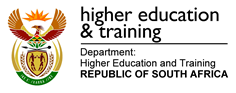 higher education
& training
Department:
Higher Education and Training
REPUBLIC OF SOUTH AFRICA